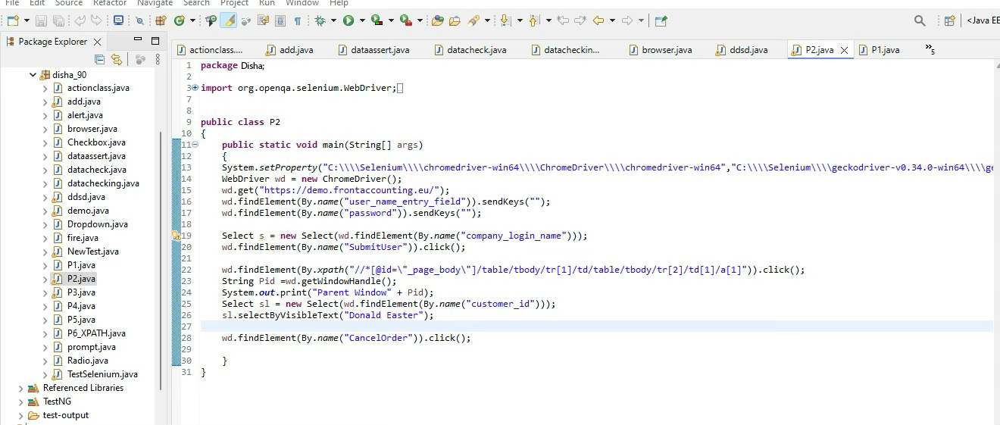 File Edit Source Refactor Navigate Search Project Run Window Help
<Java EE
Package Explorer
actionclass.... add.java dataassert.java datacheck.java datacheckin... browser.java ddsd.java P2.java P1.java »5
disha_90
actionclass.java
add.java
alert.java
browser.java
Checkbox.java
dataassert.java
datacheck.java
datachecking.java
ddsd.java
demo.java
Dropdown.java
fire.java
NewTest.java
P1.java
P2.java
P3.java
P4.java
P5.java
P6_XPATH.java
prompt.java
Radio.java
TestSelenium.java
Referenced Libraries
TestNG
test-output
1 package Disha;
2
3 import org.openqa.selenium.WebDriver;
7
8
9 public class P2
10 {
11 public static void main(String[] args)
12 {
13 System.setProperty("C:\\\\Selenium\\\\chromedriver-win64\\\\ChromeDriver\\\\chromedriver-win64","C:\\\\Selenium\\\\geckodriver-v0.34.0-win64\\\\ge
14 WebDriver wd = new ChromeDriver();
15 wd.get("https://demo.frontaccounting.eu/");
16 wd.findElement(By.name("user_name_entry_field")).sendKeys("");
17 wd.findElement(By.name("password")).sendKeys("");
18
19 Select s = new Select(wd.findElement(By.name("company_login_name")));
20 wd.findElement(By.name("SubmitUser")).click();
21
22 wd.findElement(By.xpath("//*[@id=\"_page_body\"]/table/tbody/tr[1]/td/table/tbody/tr[2]/td[1]/a[1]")).click();
23 String Pid =wd.getWindowHandle();
24 System.out.print("Parent Window" + Pid);
25 Select sl = new Select(wd.findElement(By.name("customer_id")));
26 sl.selectByVisibleText("Donald Easter");
27
28 wd.findElement(By.name("CancelOrder")).click();
29
30 }
31 }